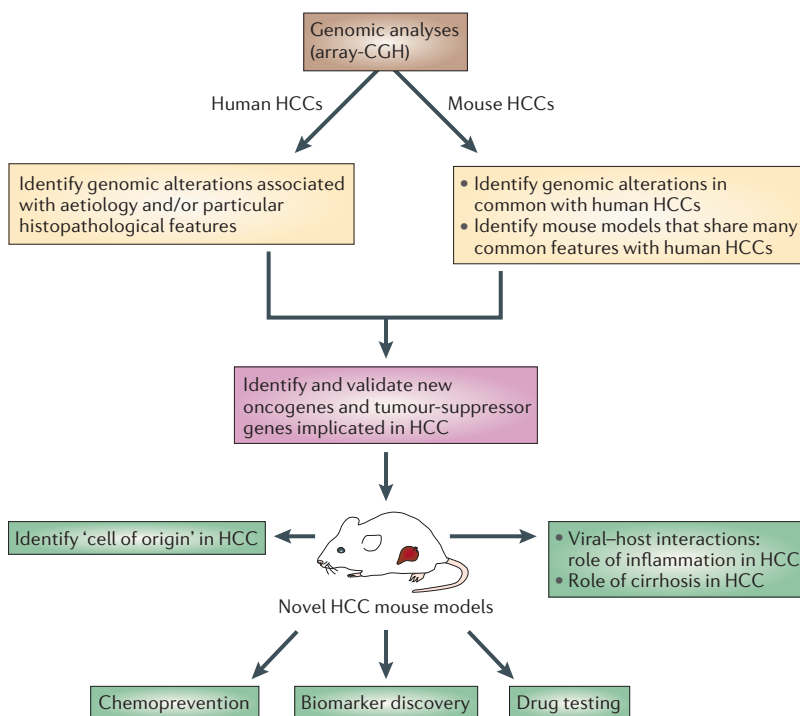 Genomic analyses
(array-CGH)
Human HCCs
Mouse HCCs
Identify genomic alterations associated
with aetiology and/or particular
histopathological features
• Identify genomic alterations in
common with human HCCs
• Identify mouse models that share many
common features with human HCCs
Identify and validate new
oncogenes and tumour-suppressor
genes implicated in HCC
Identify ‘cell of origin’ in HCC
• Viral–host interactions:
role of inflammation in HCC
• Role of cirrhosis in HCC
Novel HCC mouse models
Chemoprevention
Biomarker discovery
Drug testing